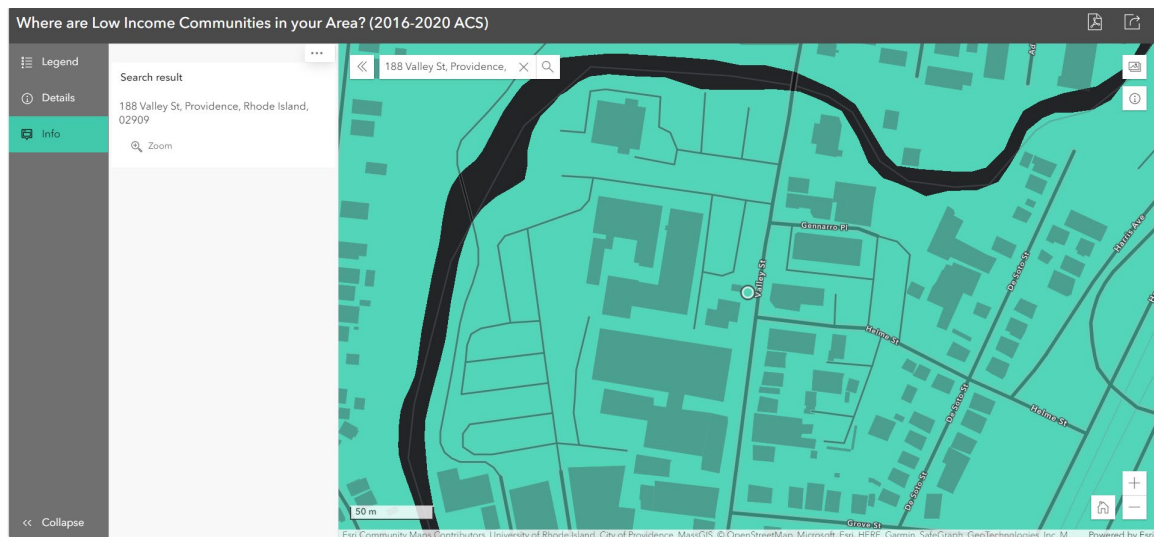 Where are Low Income Communities in your Area? (2016-2020 ACS)
Legend
Details
Info
Collapse
Search result
188 Valley St, Providence, Rhode Island,
02909
Zoom
188 Valley St, Providence,
Gennarro Pl
Valley St
Helme St
De Soto St
Harris Ave
De Soto St
Helme St
De Soto St
Grove St
50 m
Esri Community Maps Contributors, University of Rhode Island, City of Providence, MassGIS, © OpenStreetMap, Microsoft, Esri, HERE, Garmin, SafeGraph, GeoTechnologies, Inc, M
Powered by Esri